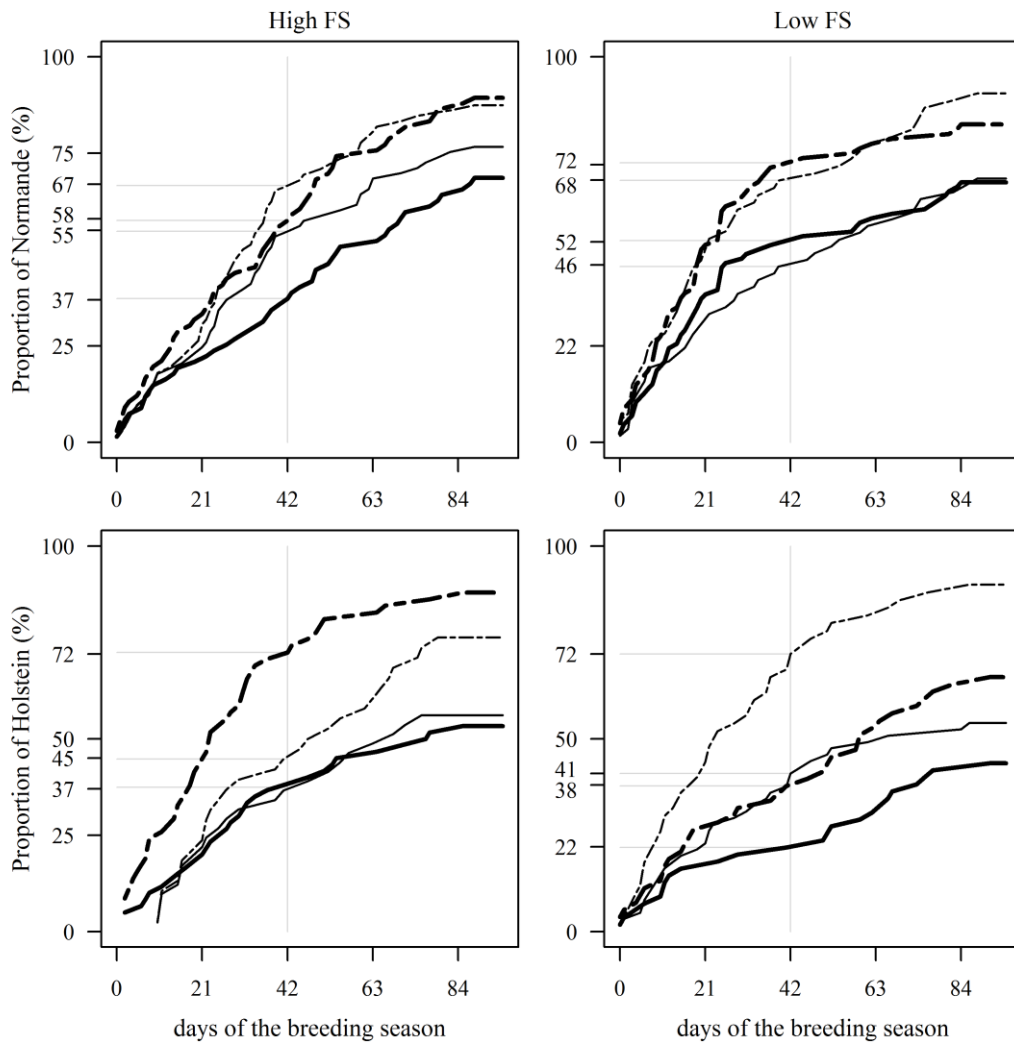 High FS
Low FS
Proportion of Normande (%)
100
75
67
58
55
37
25
0
0 21 42 63 84
100
72
68
52
46
22
0
0 21 42 63 84
Proportion of Holstein (%)
100
72
50
45
37
25
0
0 21 42 63 84
days of the breeding season
100
72
50
41
38
22
0
0 21 42 63 84
days of the breeding season